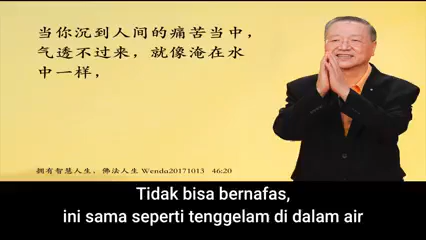 当你沉到人间的痛苦当中，
气透不过来，就像淹在水
中一样，
拥有智慧人生，佛法人生 Wenda20171013 46:20
Tidak bisa bernafas,
ini sama seperti tenggelam di dalam air